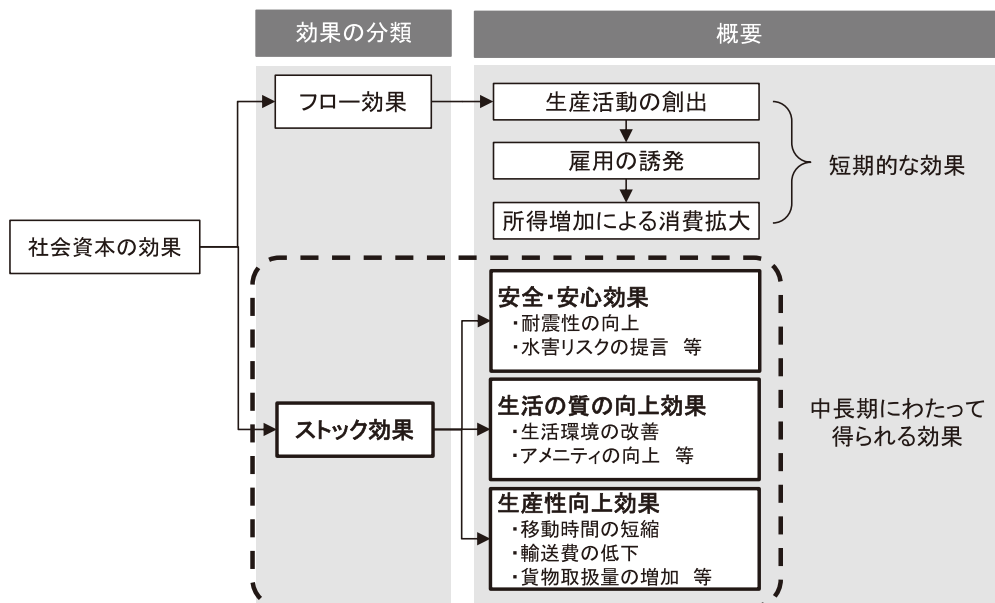 効果の分類
概要
フロー効果
生産活動の創出
雇用の誘発
所得増加による消費拡大
短期的な効果
社会資本の効果
ストック効果
安全・安心効果
・耐震性の向上
・水害リスクの提言 等
生活の質の向上効果
・生活環境の改善
・アメニティの向上 等
生産性向上効果
・移動時間の短縮
・輸送費の低下
・貨物取扱量の増加 等
中長期にわたって
得られる効果